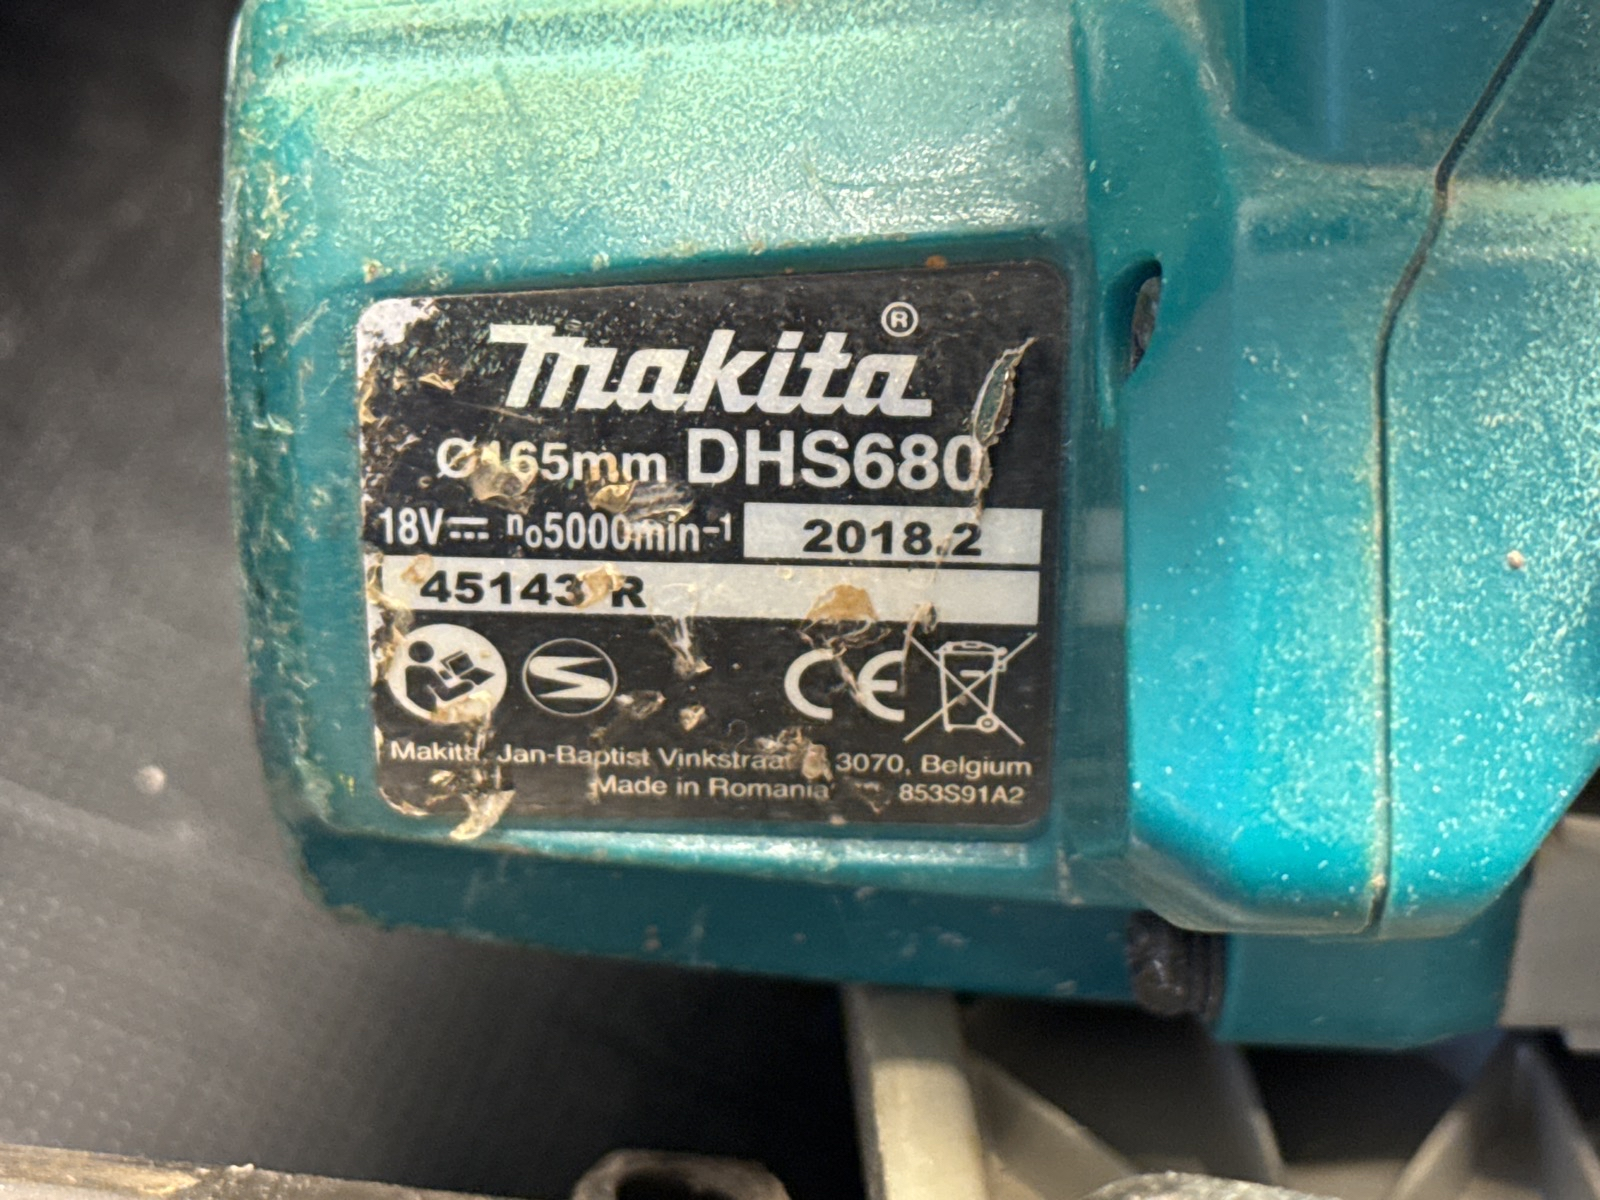 makita®
Ø165mm DHS680
18V⎓ n₀5000min⁻¹ 2018.2
R
CE
Makita, Jan-Baptist Vinkstraat 3070, Belgium
Made in Romania 853S91A2